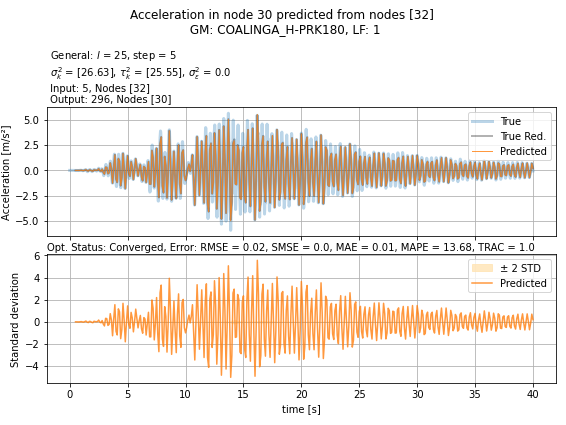 Acceleration in node 30 predicted from nodes [32]
GM: COALINGA_H-PRK180, LF: 1
General: l = 25, step = 5
σ²ₖ = [26.63], τ²ₖ = [25.55], σ²ε = 0.0
Input: 5, Nodes [32]
Output: 296, Nodes [30]
Acceleration [m/s²]
5.0
2.5
0.0
−2.5
−5.0
True
True Red.
Predicted
Opt. Status: Converged, Error: RMSE = 0.02, SMSE = 0.0, MAE = 0.01, MAPE = 13.68, TRAC = 1.0
Standard deviation
6
4
2
0
−2
−4
± 2 STD
Predicted
0 5 10 15 20 25 30 35 40
time [s]